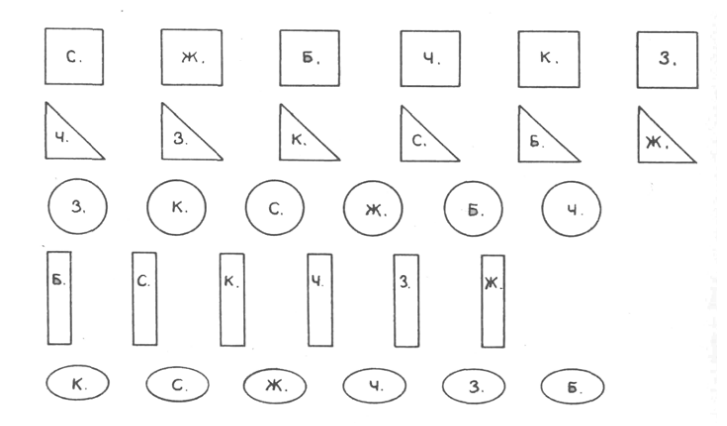 С. Ж. Б. Ч. К. З.
Ч. З. К. С. Б. Ж.
З. К. С. Ж. Б. Ч.
Б. С. К. Ч. З. Ж.
К. С. Ж. Ч. З. Б.